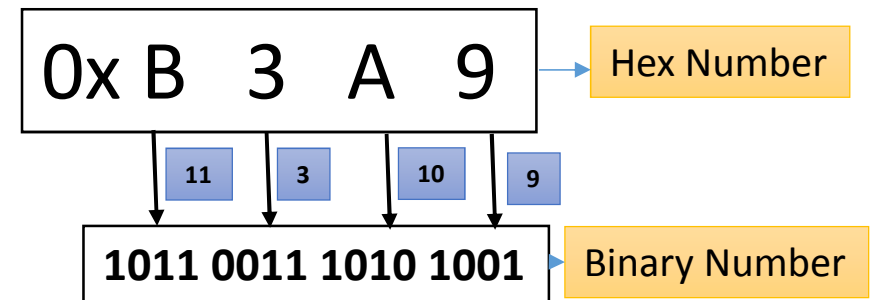 0x B 3 A 9
Hex Number
11 3 10 9
1011 0011 1010 1001
Binary Number